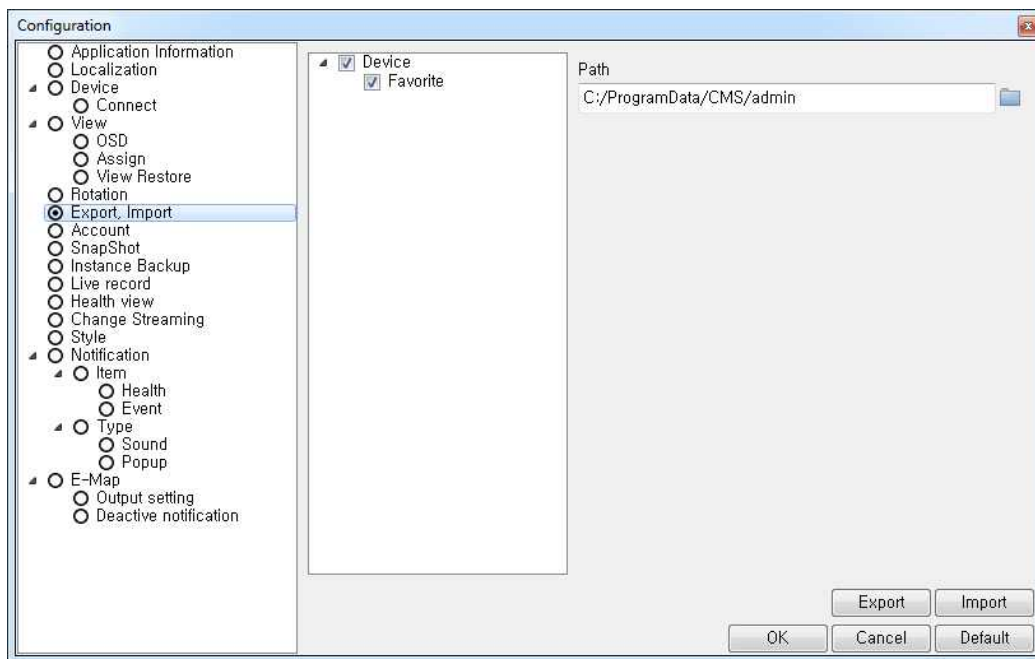 Configuration
Application Information
Localization
Device
Connect
View
OSD
Assign
View Restore
Rotation
Export, Import
Account
SnapShot
Instance Backup
Live record
Health view
Change Streaming
Style
Notification
Item
Health
Event
Type
Sound
Popup
E-Map
Output setting
Deactive notification
Device
Favorite
Path
C:/ProgramData/CMS/admin
Export
Import
OK
Cancel
Default